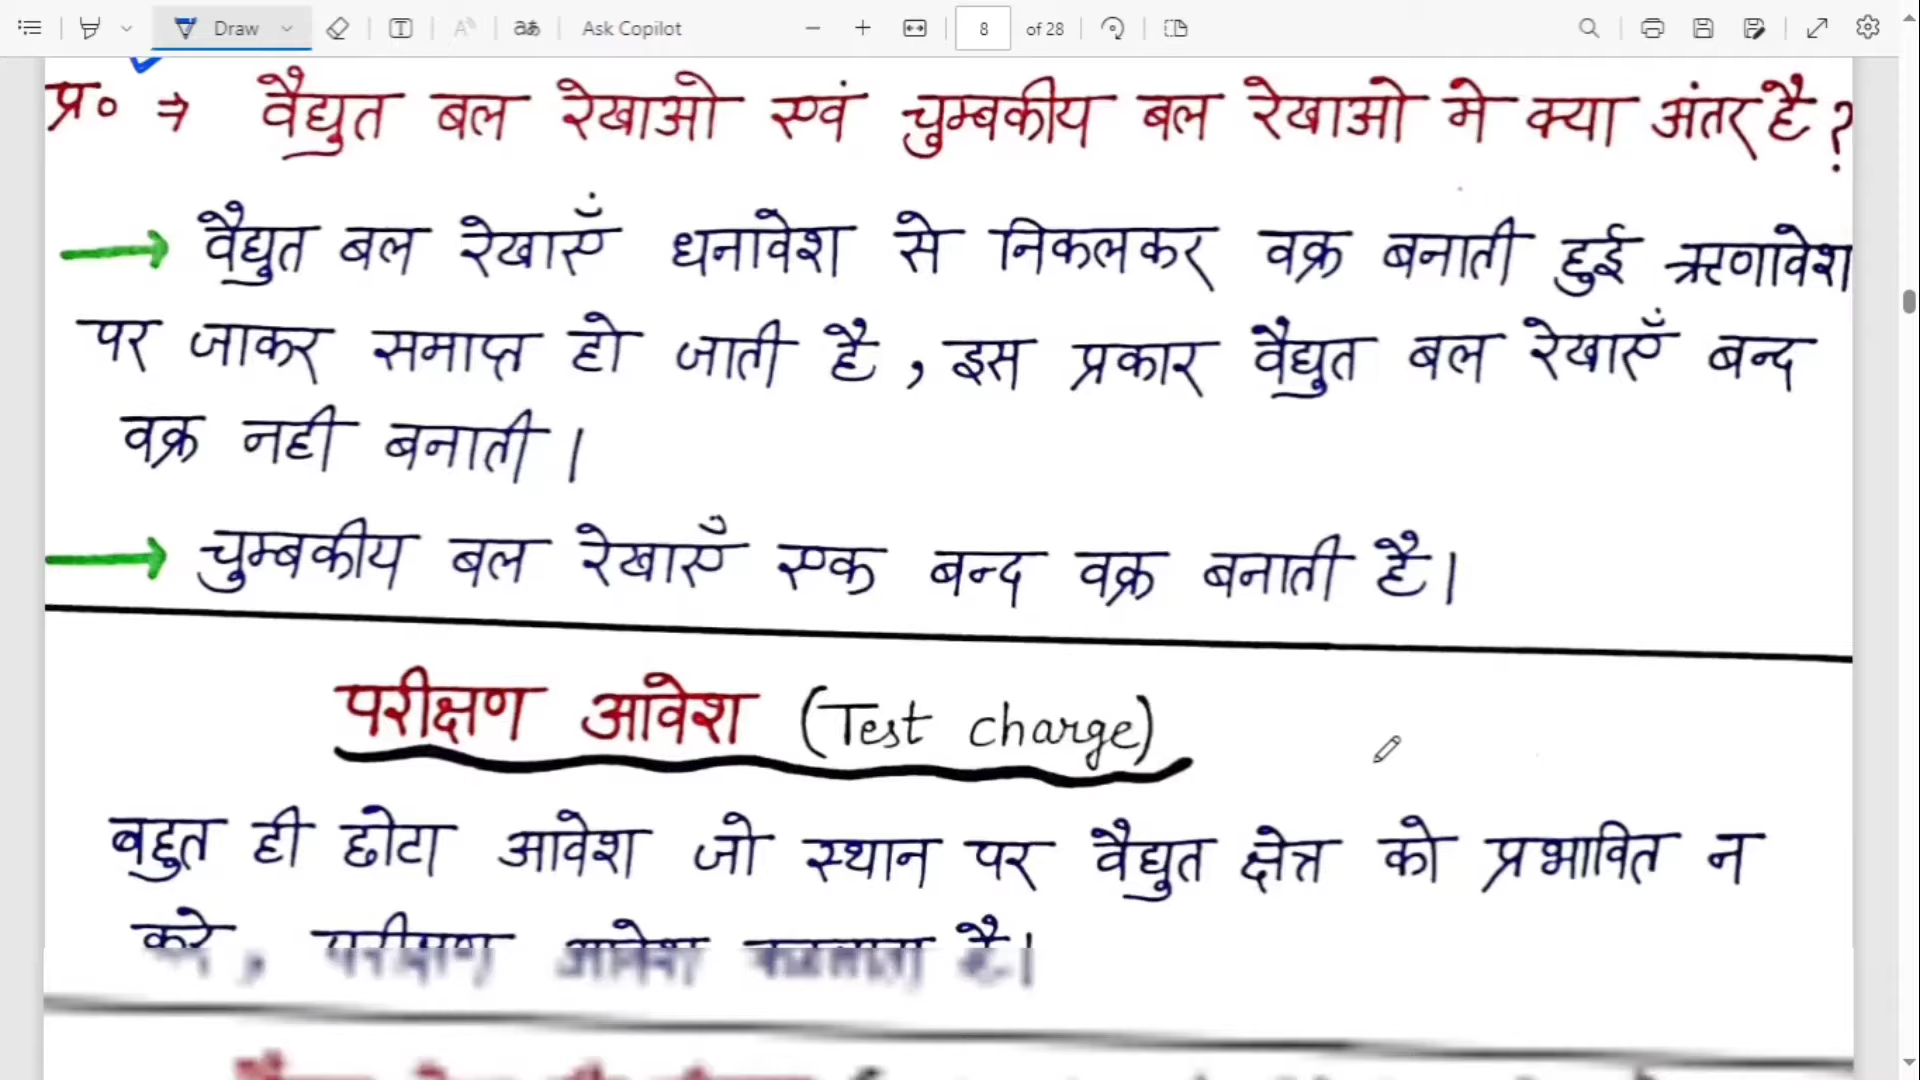 Draw
Ask Copilot
8 of 28
प्र० ⇒ वैद्युत बल रेखाओ एवं चुम्बकीय बल रेखाओ मे क्या अंतर है ?
→ वैद्युत बल रेखाएँ धनावेश से निकलकर वक्र बनाती हुई ऋणावेश
पर जाकर समाप्त हो जाती है , इस प्रकार वैद्युत बल रेखाएँ बन्द
वक्र नही बनाती ।
→ चुम्बकीय बल रेखाएँ एक बन्द वक्र बनाती है ।
परीक्षण आवेश (Test charge)
बहुत ही छोटा आवेश जो स्थान पर वैद्युत क्षेत्र को प्रभावित न
करे , परीक्षण आवेश कहलाता है ।